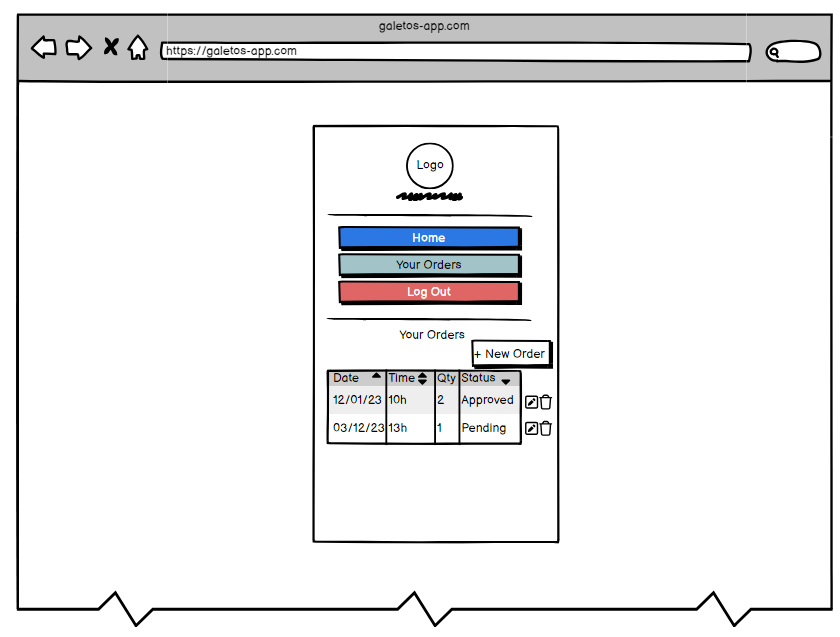 galetos-app.com
https://galetos-app.com
Logo
Home
Your Orders
Log Out
Your Orders
+ New Order
Date Time Qty Status
12/01/23 10h 2 Approved
03/12/23 13h 1 Pending